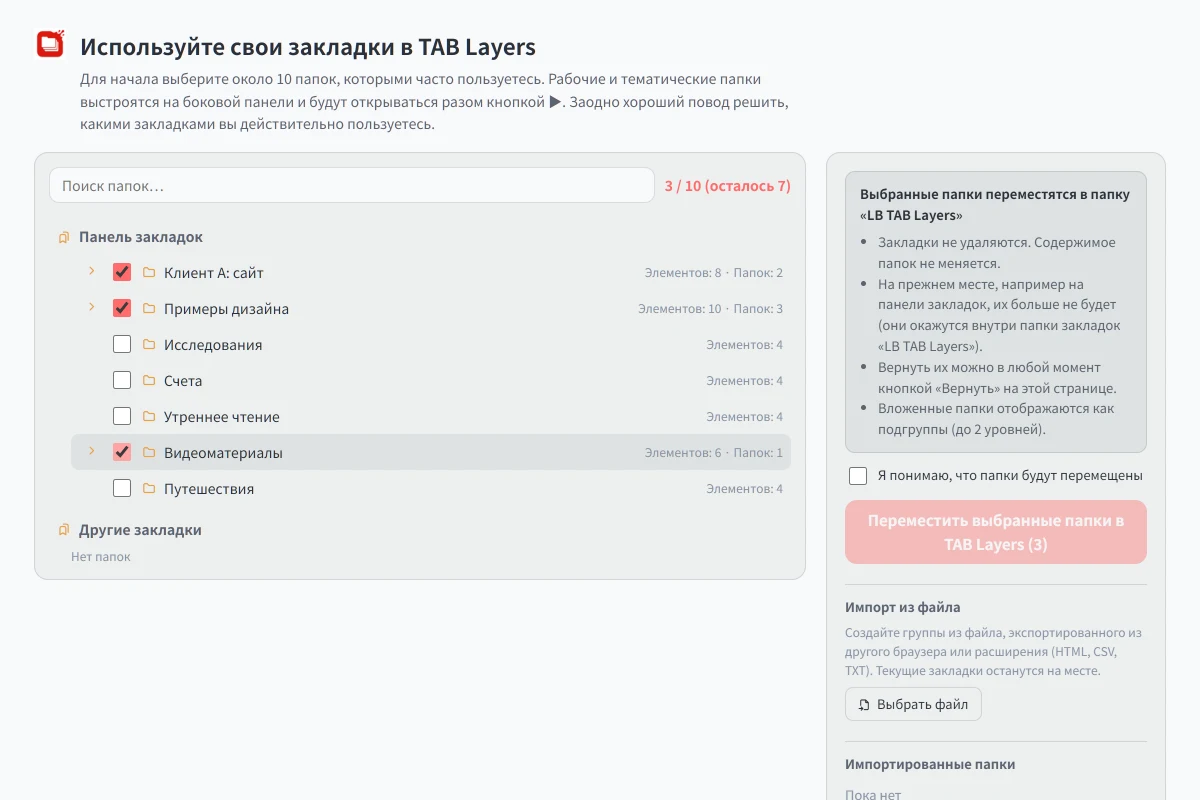 Используйте свои закладки в TAB Layers
Для начала выберите около 10 папок, которыми часто пользуетесь. Рабочие и тематические папки
выстроятся на боковой панели и будут открываться разом кнопкой ▶. Заодно хороший повод решить,
какими закладками вы действительно пользуетесь.
Поиск папок…
3 / 10 (осталось 7)
Панель закладок
Клиент А: сайт
Элементов: 8 · Папок: 2
Примеры дизайна
Элементов: 10 · Папок: 3
Исследования
Элементов: 4
Счета
Элементов: 4
Утреннее чтение
Элементов: 4
Видеоматериалы
Элементов: 6 · Папок: 1
Путешествия
Элементов: 4
Другие закладки
Нет папок
Выбранные папки переместятся в папку
«LB TAB Layers»
• Закладки не удаляются. Содержимое
папок не меняется.
• На прежнем месте, например на
панели закладок, их больше не будет
(они окажутся внутри папки закладок
«LB TAB Layers»).
• Вернуть их можно в любой момент
кнопкой «Вернуть» на этой странице.
• Вложенные папки отображаются как
подгруппы (до 2 уровней).
Я понимаю, что папки будут перемещены
Переместить выбранные папки в
TAB Layers (3)
Импорт из файла
Создайте группы из файла, экспортированного из
другого браузера или расширения (HTML, CSV,
TXT). Текущие закладки останутся на месте.
Выбрать файл
Импортированные папки
Пока нет